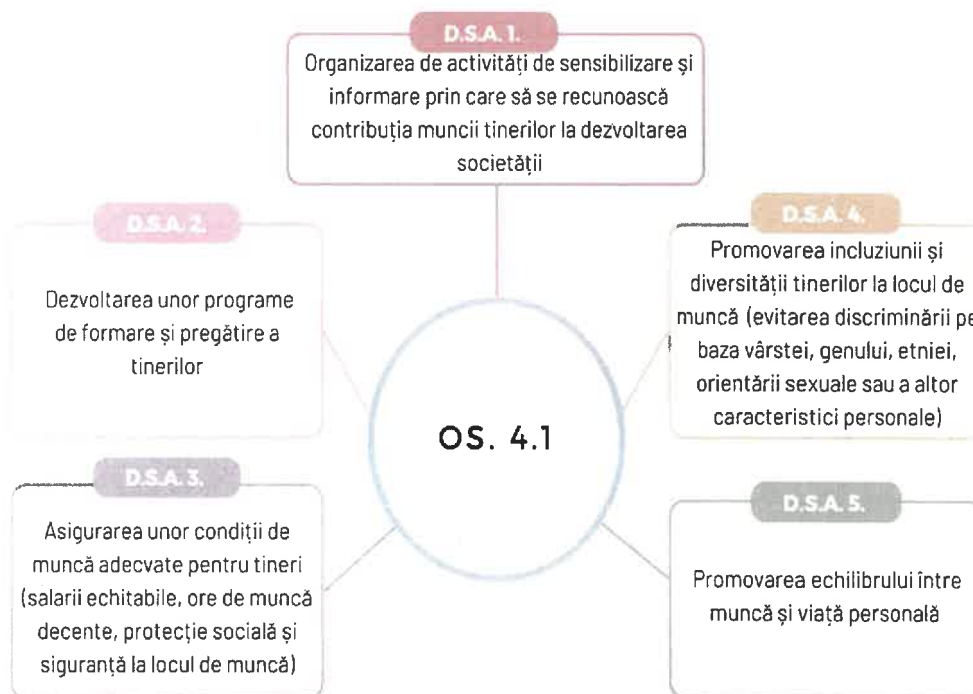 D.S.A. 1.
Organizarea de activități de sensibilizare și
informare prin care să se recunoască
contribuția muncii tinerilor la dezvoltarea
societății
D.S.A. 2.
Dezvoltarea unor programe
de formare și pregătire a
tinerilor
D.S.A. 4.
Promovarea incluziunii și
diversității tinerilor la locul de
muncă (evitarea discriminării pe
baza vârstei, genului, etniei,
orientării sexuale sau a altor
caracteristici personale)
OS. 4.1
D.S.A. 3.
Asigurarea unor condiții de
muncă adecvate pentru tineri
(salarii echitabile, ore de muncă
decente, protecție socială și
siguranță la locul de muncă)
D.S.A. 5.
Promovarea echilibrului între
muncă și viață personală